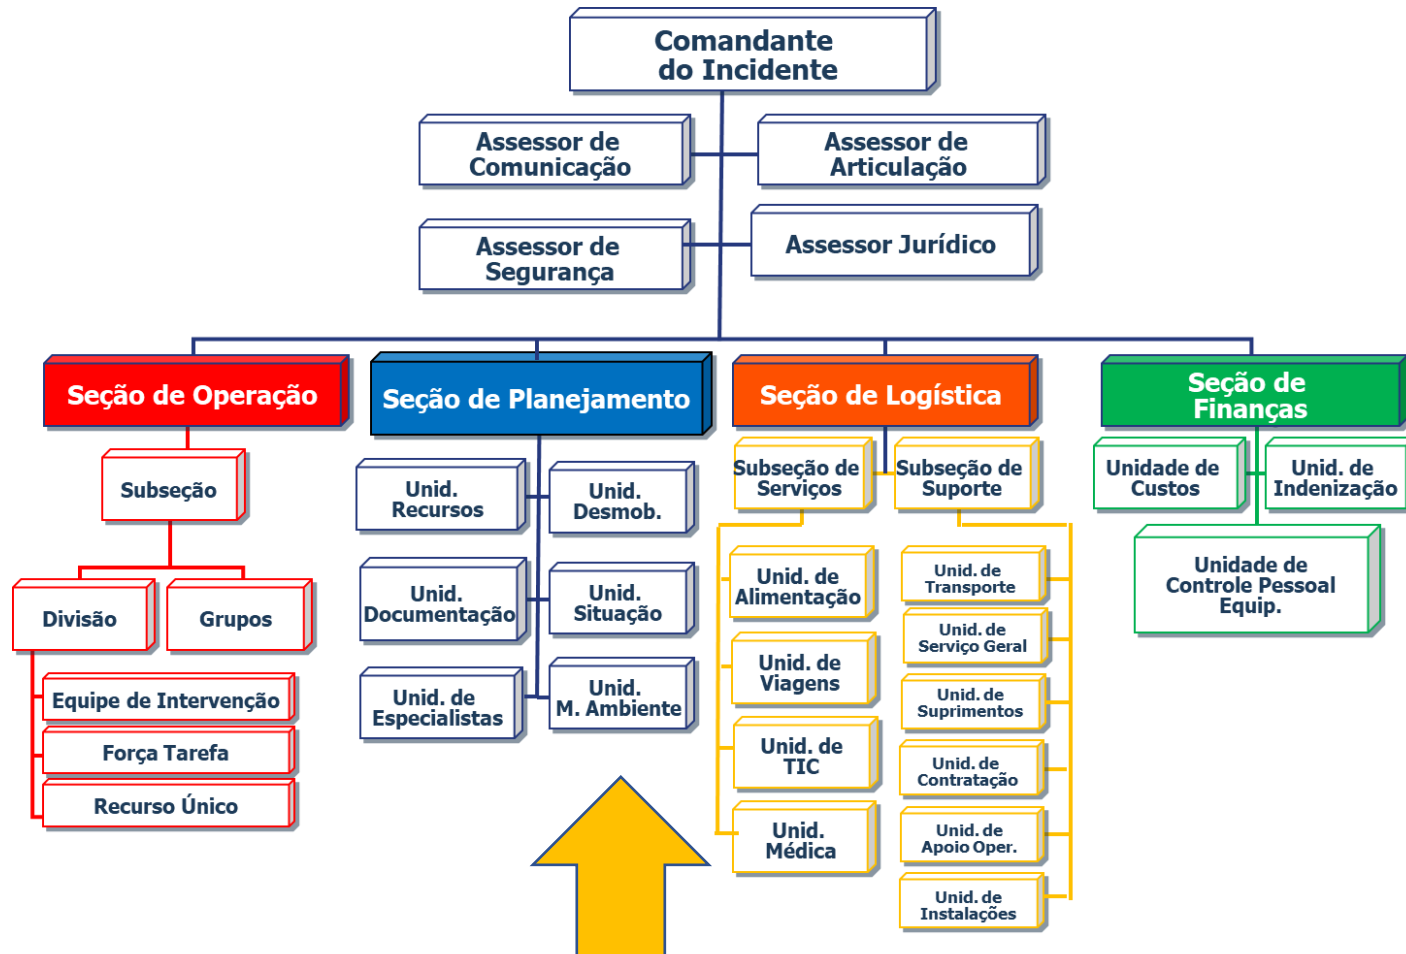 Comandante
do Incidente
Assessor de
Comunicação
Assessor de
Articulação
Assessor de
Segurança
Assessor Jurídico
Seção de Operação
Subseção
Divisão
Grupos
Equipe de Intervenção
Força Tarefa
Recurso Único
Seção de Planejamento
Unid.
Recursos
Unid.
Desmob.
Unid.
Documentação
Unid.
Situação
Unid. de
Especialistas
Unid.
M. Ambiente
Seção de Logística
Subseção de
Serviços
Subseção de
Suporte
Unid. de
Alimentação
Unid. de
Viagens
Unid. de
TIC
Unid.
Médica
Unid. de
Transporte
Unid. de
Serviço Geral
Unid. de
Suprimentos
Unid. de
Contratação
Unid. de
Apoio Oper.
Unid. de
Instalações
Seção de
Finanças
Unidade de
Custos
Unid. de
Indenização
Unidade de
Controle Pessoal
Equip.